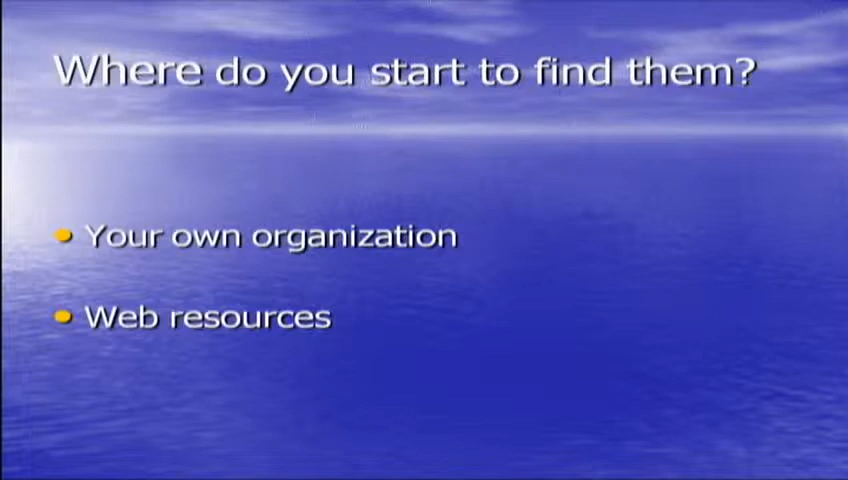 Where do you start to find them?
Your own organization
Web resources